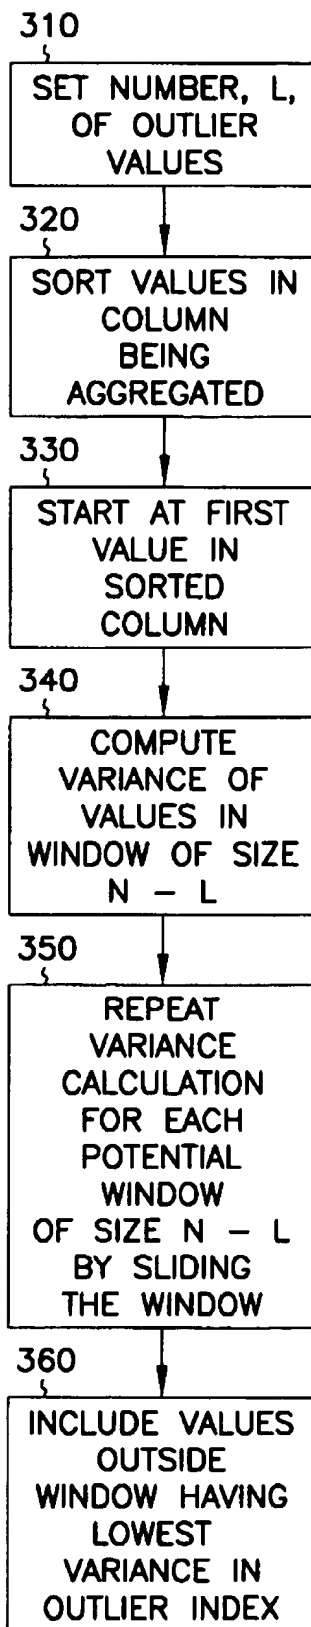 310
SET NUMBER, L,
OF OUTLIER
VALUES
320
SORT VALUES IN
COLUMN
BEING
AGGREGATED
330
START AT FIRST
VALUE IN
SORTED
COLUMN
340
COMPUTE
VARIANCE OF
VALUES IN
WINDOW OF SIZE
N - L
350
REPEAT
VARIANCE
CALCULATION
FOR EACH
POTENTIAL
WINDOW
OF SIZE N - L
BY SLIDING
THE WINDOW
360
INCLUDE VALUES
OUTSIDE
WINDOW HAVING
LOWEST
VARIANCE IN
OUTLIER INDEX